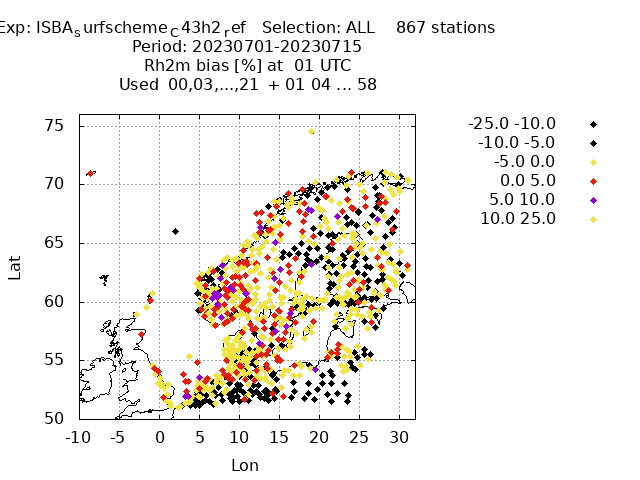 Exp: ISBA_surfscheme_C43h2_ref Selection: ALL 867 stations
Period: 20230701-20230715
Rh2m bias [%] at 01 UTC
Used 00,03,...,21 + 01 04 ... 58
-25.0 -10.0
-10.0 -5.0
-5.0 0.0
0.0 5.0
5.0 10.0
10.0 25.0
75
70
65
60
55
50
Lat
-10 -5 0 5 10 15 20 25 30
Lon